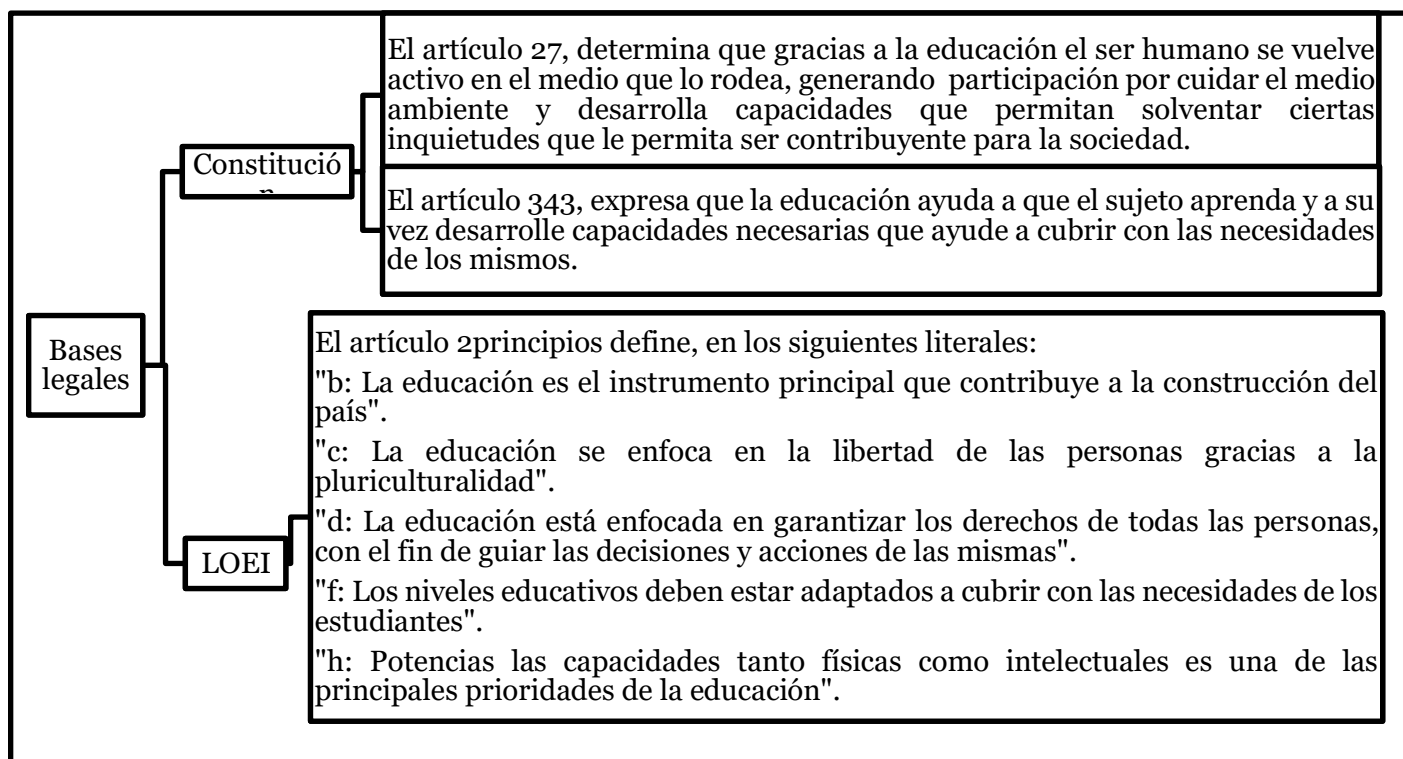 El artículo 27, determina que gracias a la educación el ser humano se vuelve
activo en el medio que lo rodea, generando participación por cuidar el medio
ambiente y desarrolla capacidades que permitan solventar ciertas
inquietudes que le permita ser contribuyente para la sociedad.
Constitució
n
El artículo 343, expresa que la educación ayuda a que el sujeto aprenda y a su
vez desarrolle capacidades necesarias que ayude a cubrir con las necesidades
de los mismos.
Bases
legales
El artículo 2principios define, en los siguientes literales:
"b: La educación es el instrumento principal que contribuye a la construcción del
país".
"c: La educación se enfoca en la libertad de las personas gracias a la
pluriculturalidad".
"d: La educación está enfocada en garantizar los derechos de todas las personas,
con el fin de guiar las decisiones y acciones de las mismas".
LOEI
"f: Los niveles educativos deben estar adaptados a cubrir con las necesidades de los
estudiantes".
"h: Potencias las capacidades tanto físicas como intelectuales es una de las
principales prioridades de la educación".